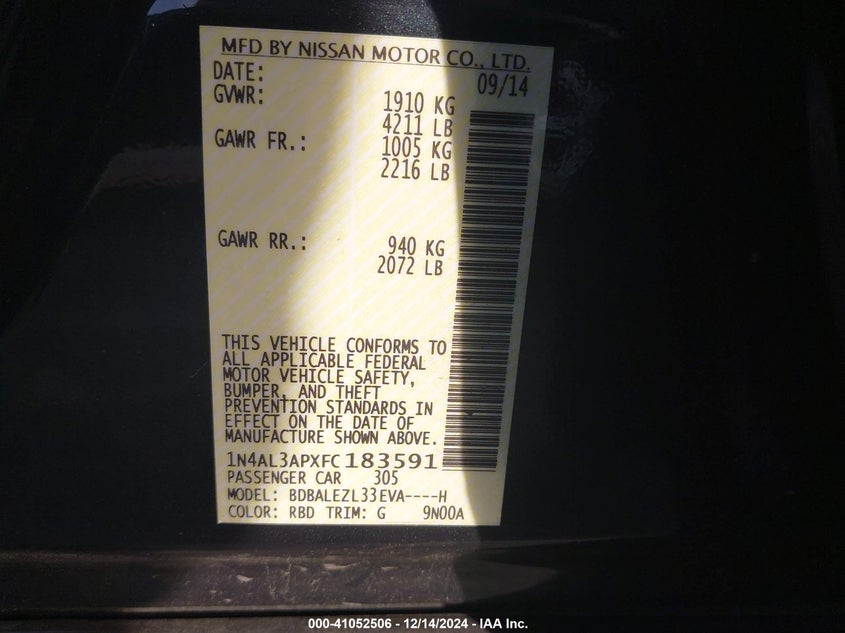 MFD BY NISSAN MOTOR CO., LTD.
DATE: 09/14
GVWR: 1910 KG
4211 LB
GAWR FR.: 1005 KG
2216 LB
GAWR RR.: 940 KG
2072 LB
THIS VEHICLE CONFORMS TO
ALL APPLICABLE FEDERAL
MOTOR VEHICLE SAFETY,
BUMPER, AND THEFT
PREVENTION STANDARDS IN
EFFECT ON THE DATE OF
MANUFACTURE SHOWN ABOVE.
1N4AL3APXFC183591
PASSENGER CAR 305
MODEL: BDBALEZL33EVA----H
COLOR: RBD TRIM: G 9N00A
000-41052506 - 12/14/2024 - IAA Inc.